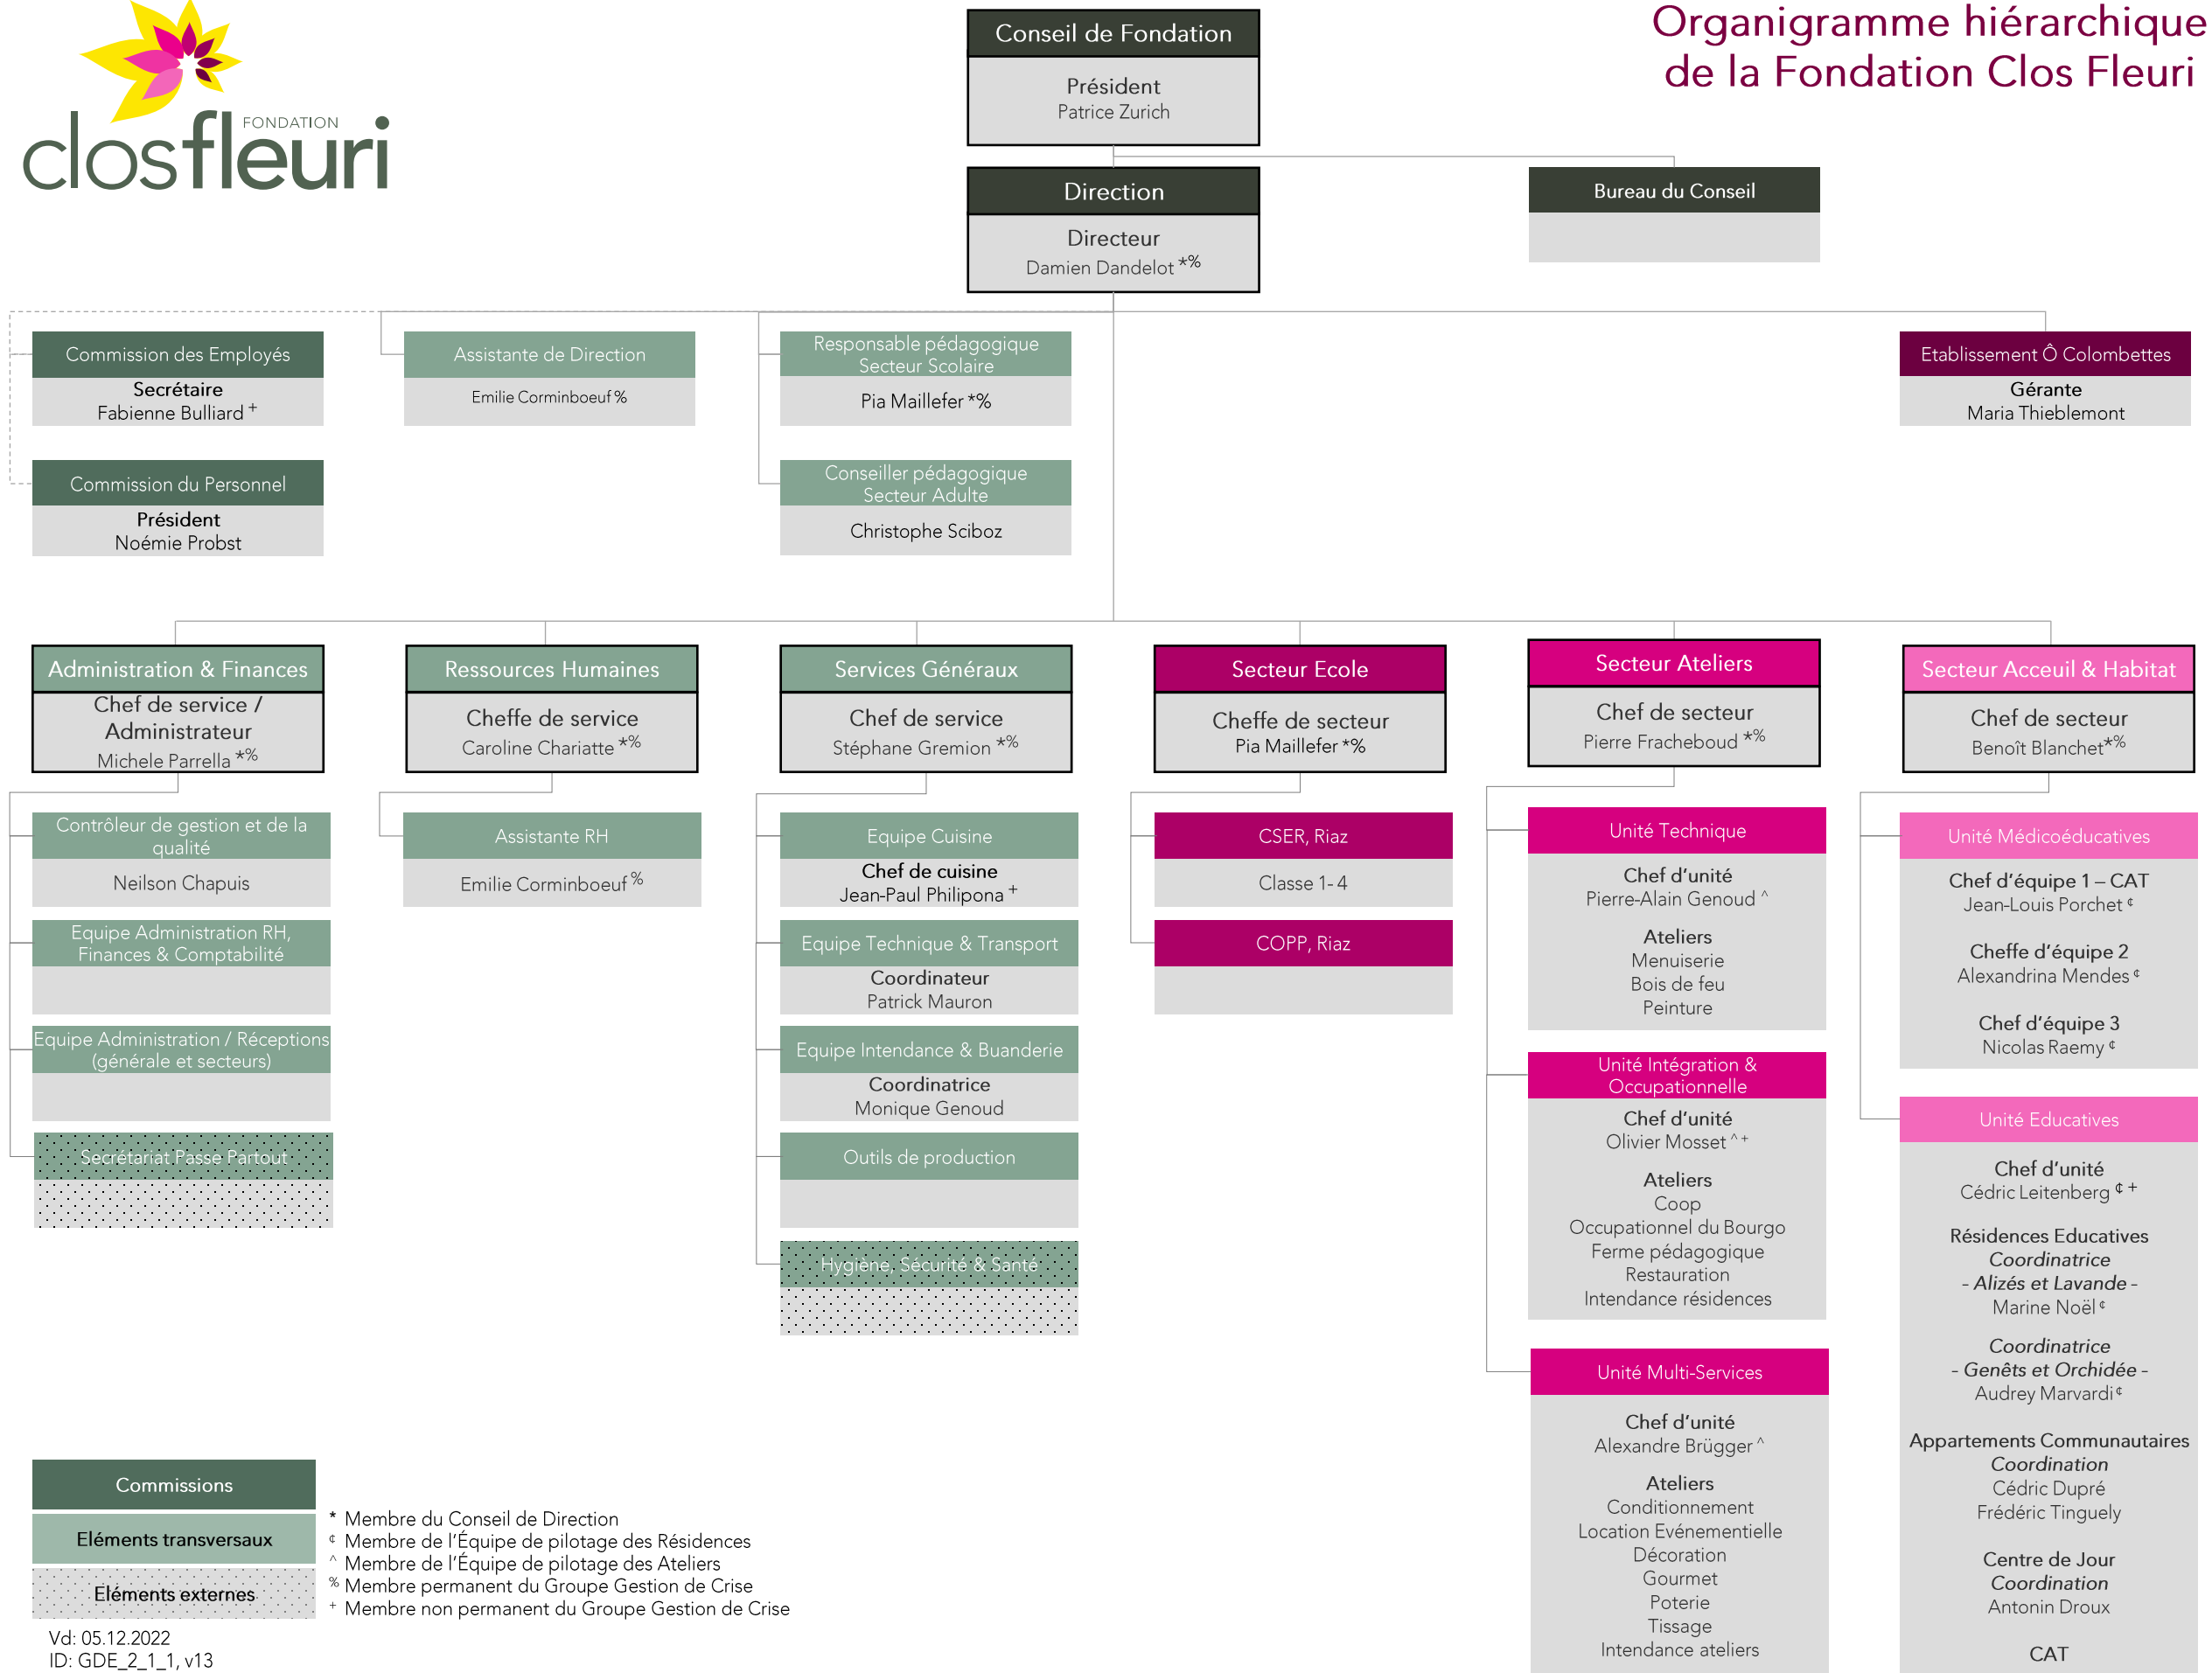 FONDATION
closfleuri
Organigramme hiérarchique
de la Fondation Clos Fleuri
Conseil de Fondation
Président
Patrice Zurich
Direction
Directeur
Damien Dandelot *%
Bureau du Conseil
Commission des Employés
Secrétaire
Fabienne Bulliard +
Commission du Personnel
Président
Noémie Probst
Assistante de Direction
Emilie Corminboeuf %
Responsable pédagogique
Secteur Scolaire
Pia Maillefer *%
Conseiller pédagogique
Secteur Adulte
Christophe Sciboz
Etablissement Ô Colombettes
Gérante
Maria Thieblemont
Administration & Finances
Chef de service /
Administrateur
Michele Parrella *%
Contrôleur de gestion et de la
qualité
Neilson Chapuis
Equipe Administration RH,
Finances & Comptabilité
Equipe Administration / Réceptions
(générale et secteurs)
Secrétariat Passe Partout
Ressources Humaines
Cheffe de service
Caroline Chariatte *%
Assistante RH
Emilie Corminboeuf %
Services Généraux
Chef de service
Stéphane Gremion *%
Equipe Cuisine
Chef de cuisine
Jean-Paul Philipona +
Equipe Technique & Transport
Coordinateur
Patrick Mauron
Equipe Intendance & Buanderie
Coordinatrice
Monique Genoud
Outils de production
Hygiène, Sécurité & Santé
Secteur Ecole
Cheffe de secteur
Pia Maillefer *%
CSER, Riaz
Classe 1- 4
COPP, Riaz
Secteur Ateliers
Chef de secteur
Pierre Fracheboud *%
Unité Technique
Chef d'unité
Pierre-Alain Genoud ^
Ateliers
Menuiserie
Bois de feu
Peinture
Unité Intégration &
Occupationnelle
Chef d'unité
Olivier Mosset ^ +
Ateliers
Coop
Occupationnel du Bourgo
Ferme pédagogique
Restauration
Intendance résidences
Unité Multi-Services
Chef d'unité
Alexandre Brügger ^
Ateliers
Conditionnement
Location Evénementielle
Décoration
Gourmet
Poterie
Tissage
Intendance ateliers
Secteur Acceuil & Habitat
Chef de secteur
Benoît Blanchet*%
Unité Médicoéducatives
Chef d'équipe 1 – CAT
Jean-Louis Porchet ¢
Cheffe d'équipe 2
Alexandrina Mendes ¢
Chef d'équipe 3
Nicolas Raemy ¢
Unité Educatives
Chef d'unité
Cédric Leitenberg ¢ +
Résidences Educatives
Coordinatrice
- Alizés et Lavande -
Marine Noël ¢
Coordinatrice
- Genêts et Orchidée -
Audrey Marvardi ¢
Appartements Communautaires
Coordination
Cédric Dupré
Frédéric Tinguely
Centre de Jour
Coordination
Antonin Droux
CAT
Commissions
Eléments transversaux
Eléments externes
* Membre du Conseil de Direction
¢ Membre de l'Équipe de pilotage des Résidences
^ Membre de l'Équipe de pilotage des Ateliers
% Membre permanent du Groupe Gestion de Crise
+ Membre non permanent du Groupe Gestion de Crise
Vd: 05.12.2022
ID: GDE_2_1_1, v13